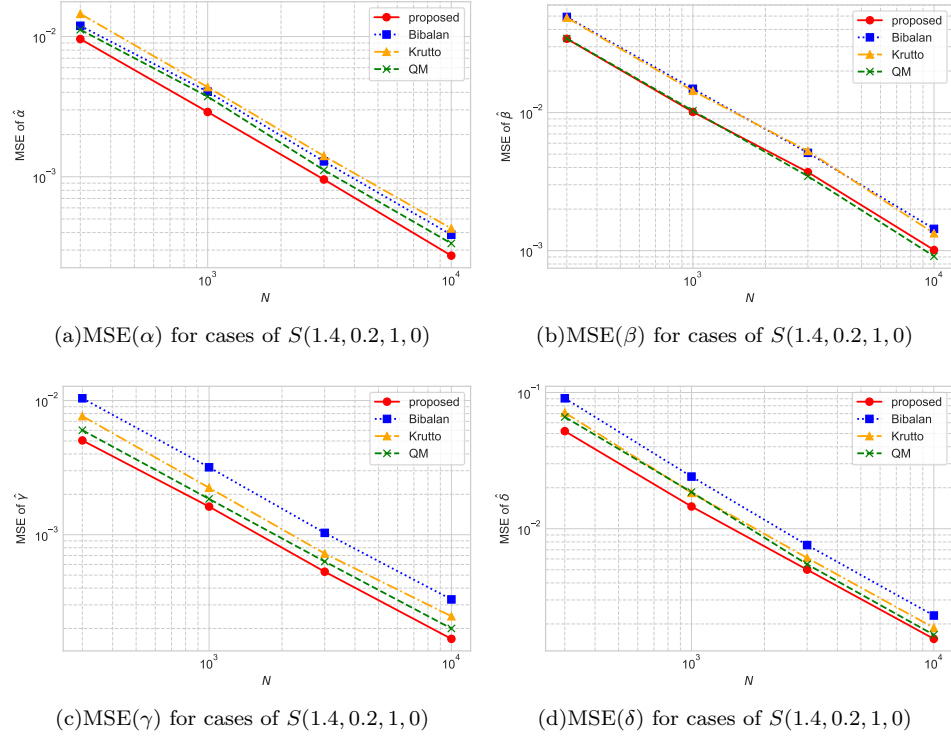 10⁻²
10⁻³
MSE of α̂
10³
10⁴
N
proposed
Bibalan
Krutto
QM
(a)MSE(α) for cases of S(1.4, 0.2, 1, 0)
10⁻²
10⁻³
MSE of β̂
10³
10⁴
N
proposed
Bibalan
Krutto
QM
(b)MSE(β) for cases of S(1.4, 0.2, 1, 0)
10⁻²
10⁻³
MSE of γ̂
10³
10⁴
N
proposed
Bibalan
Krutto
QM
(c)MSE(γ) for cases of S(1.4, 0.2, 1, 0)
10⁻¹
10⁻²
MSE of δ̂
10³
10⁴
N
proposed
Bibalan
Krutto
QM
(d)MSE(δ) for cases of S(1.4, 0.2, 1, 0)